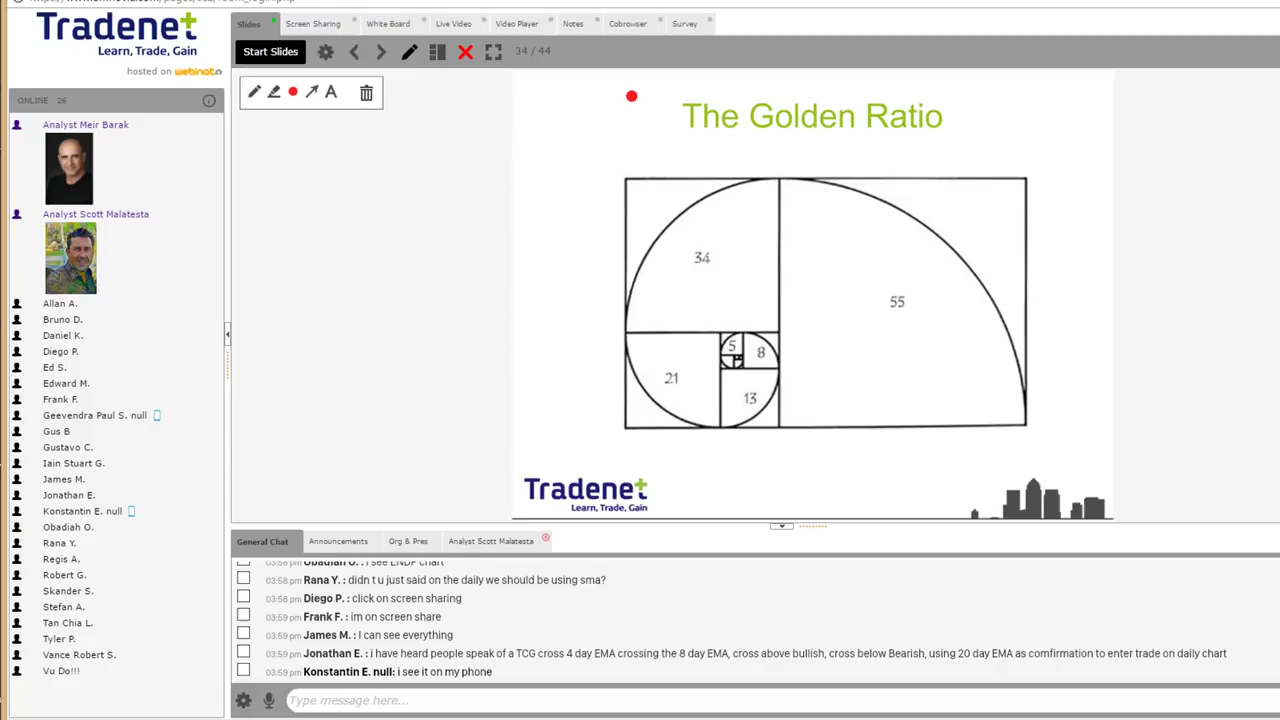 Tradenet
Learn, Trade, Gain
hosted on webinato
ONLINE 26
Analyst Meir Barak
Analyst Scott Malatesta
Allan A.
Bruno D.
Daniel K.
Diego P.
Ed S.
Edward M.
Frank F.
Geevendra Paul S. null
Gus B
Gustavo C.
Iain Stuart G.
James M.
Jonathan E.
Konstantin E. null
Obadiah O.
Rana Y.
Regis A.
Robert G.
Skander S.
Stefan A.
Tan Chia L.
Tyler P.
Vance Robert S.
Vu Do!!!
Slides Screen Sharing White Board Live Video Video Player Notes Cobrowser Survey
Start Slides 34 / 44
A
The Golden Ratio
34
55
5
8
21
13
Tradenet
Learn, Trade, Gain
General Chat Announcements Org & Pres Analyst Scott Malatesta
Obadiah O. : i see ENDP chart
03:58 pm Rana Y. : didn t u just said on the daily we should be using sma?
03:58 pm Diego P. : click on screen sharing
03:59 pm Frank F. : im on screen share
03:59 pm James M. : I can see everything
03:59 pm Jonathan E. : i have heard people speak of a TCG cross 4 day EMA crossing the 8 day EMA, cross above bullish, cross below Bearish, using 20 day EMA as comfirmation to enter trade on daily chart
03:59 pm Konstantin E. null: i see it on my phone
Type message here...